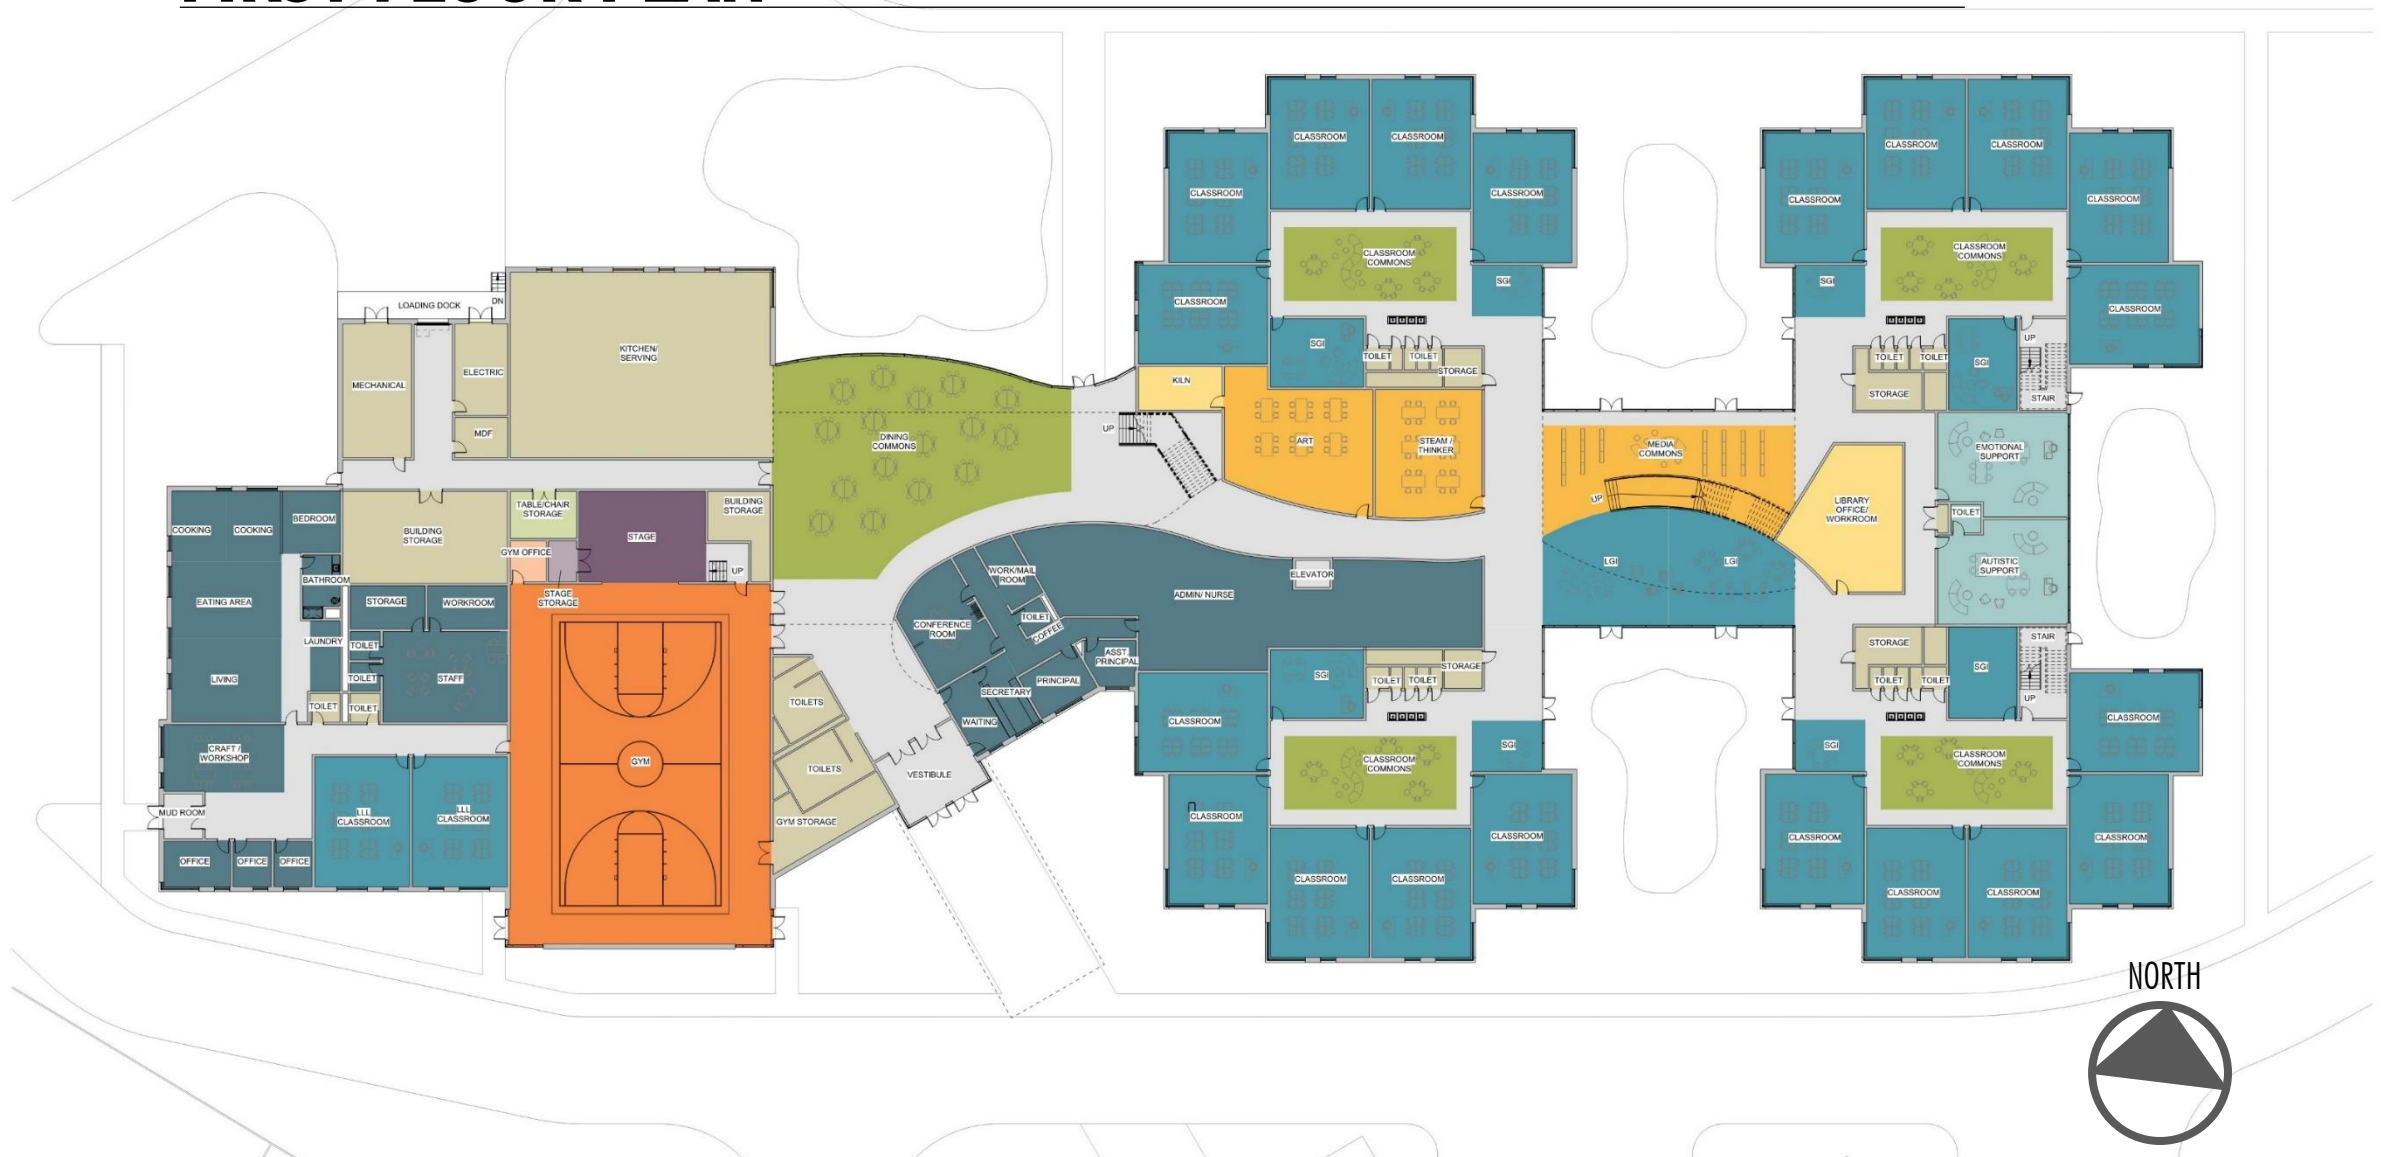 FIRST FLOOR PLAN
CLASSROOM
CLASSROOM
CLASSROOM
CLASSROOM
CLASSROOM
CLASSROOM
CLASSROOM
CLASSROOM
CLASSROOM
COMMONS
CLASSROOM
COMMONS
SGI
SGI
CLASSROOM
CLASSROOM
LOADING DOCK
DN
KITCHEN/
SERVING
SGI
TOILET
TOILET
STORAGE
TOILET
TOILET
SGI
UP
STAIR
STORAGE
MECHANICAL
ELECTRIC
MDF
KILN
UP
DINING
COMMONS
ART
STEAM /
THINKER
MEDIA
COMMONS
UP
LIBRARY
OFFICE/
WORKROOM
EMOTIONAL
SUPPORT
TOILET
AUTISTIC
SUPPORT
COOKING
COOKING
BEDROOM
BUILDING
STORAGE
TABLE/CHAIR
STORAGE
STAGE
BUILDING
STORAGE
GYM OFFICE
UP
STAGE
STORAGE
BATHROOM
EATING AREA
STORAGE
WORKROOM
WORK/MAIL
ROOM
ELEVATOR
ADMIN/ NURSE
LGI
LGI
CONFERENCE
ROOM
TOILET
COFFEE
LAUNDRY
TOILET
TOILET
STAFF
LIVING
TOILET
TOILET
ASST.
PRINCIPAL
PRINCIPAL
SECRETARY
WAITING
TOILETS
TOILETS
GYM STORAGE
VESTIBULE
GYM
CRAFT /
WORKSHOP
MUD ROOM
OFFICE
OFFICE
OFFICE
LLL
CLASSROOM
LLL
CLASSROOM
SGI
TOILET
TOILET
STORAGE
STORAGE
TOILET
TOILET
SGI
STAIR
UP
CLASSROOM
SGI
SGI
CLASSROOM
CLASSROOM
COMMONS
CLASSROOM
COMMONS
CLASSROOM
CLASSROOM
CLASSROOM
CLASSROOM
CLASSROOM
CLASSROOM
CLASSROOM
CLASSROOM
NORTH